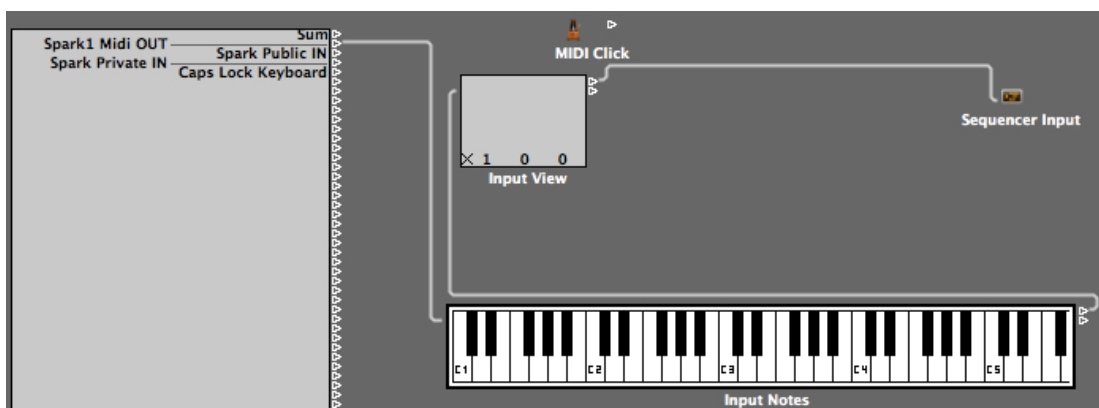 Sum
Spark1 Midi OUT
Spark Public IN
Spark Private IN
Caps Lock Keyboard
MIDI Click
Sequencer Input
× 1 0 0
Input View
C1 C2 C3 C4 C5
Input Notes